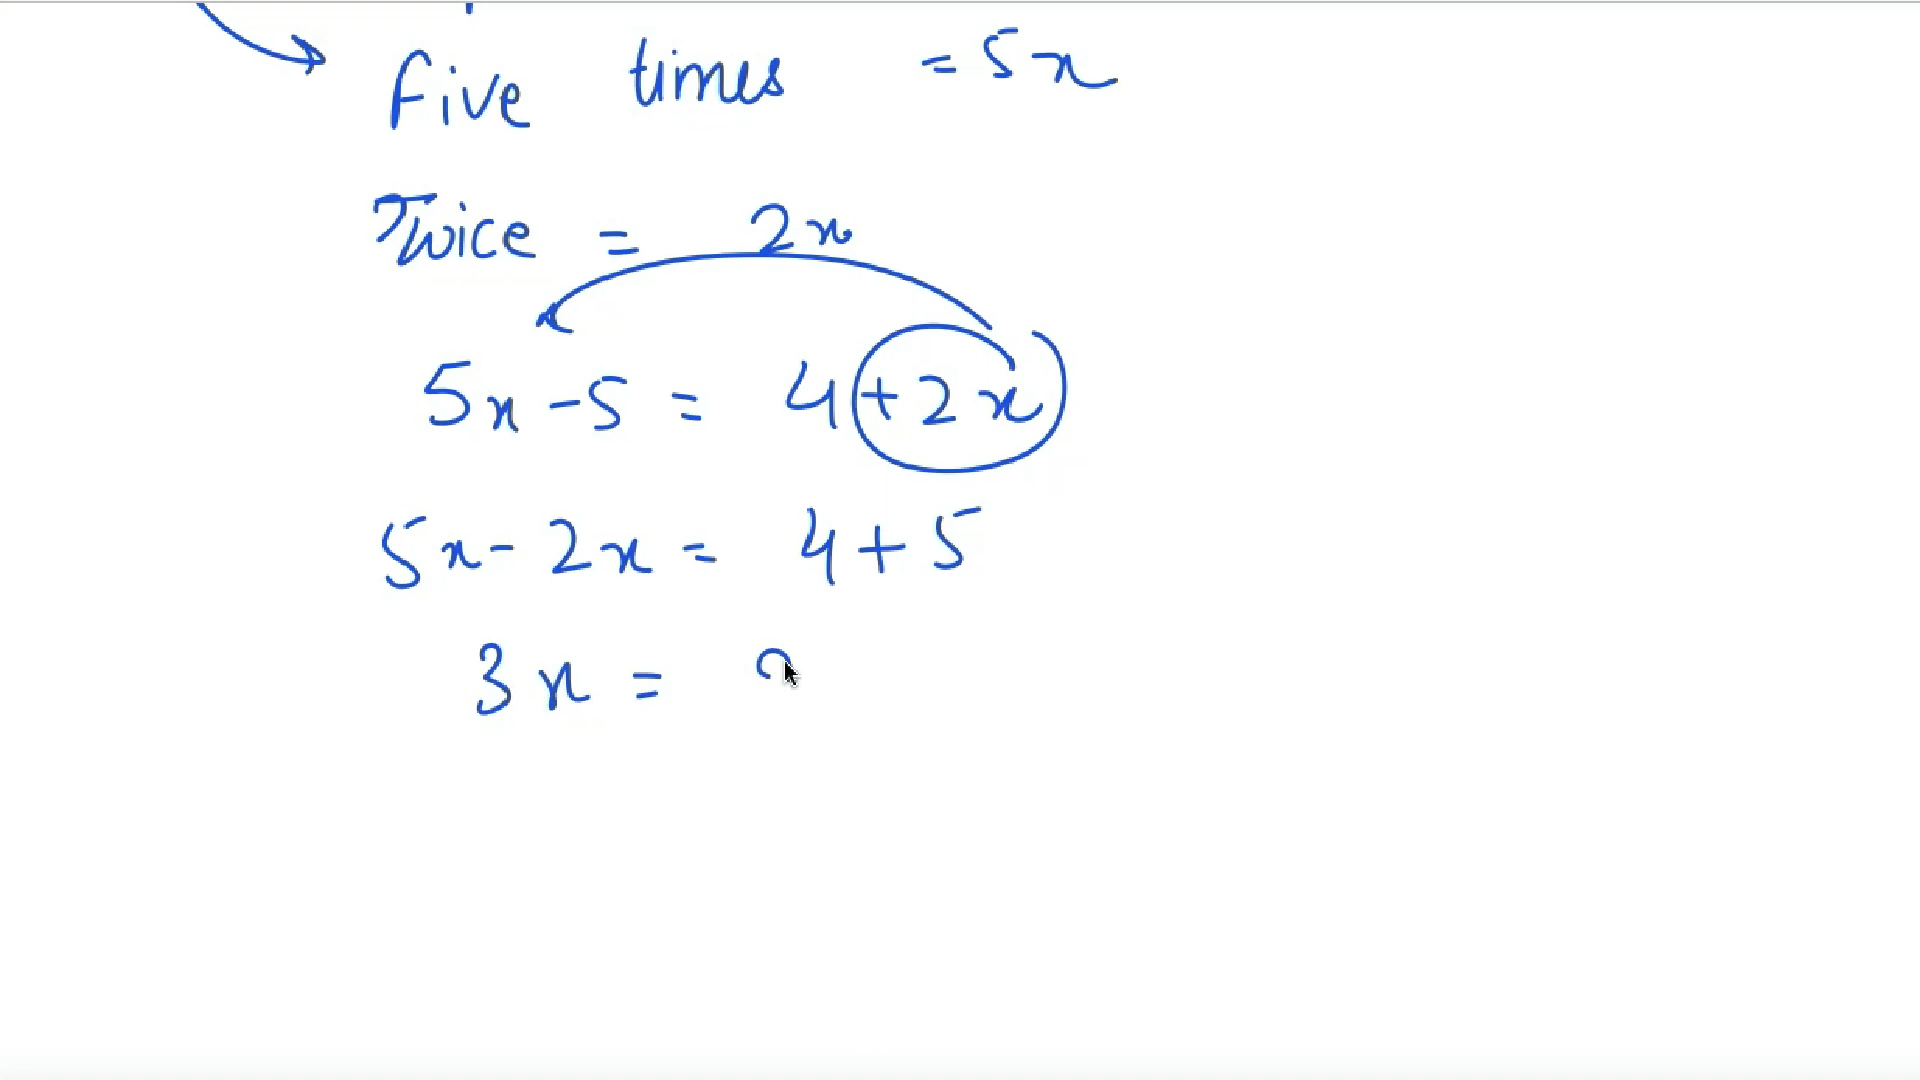 Five times = 5x
Twice = 2x
5x - 5 = 4 + 2x
5x - 2x = 4 + 5
3x =